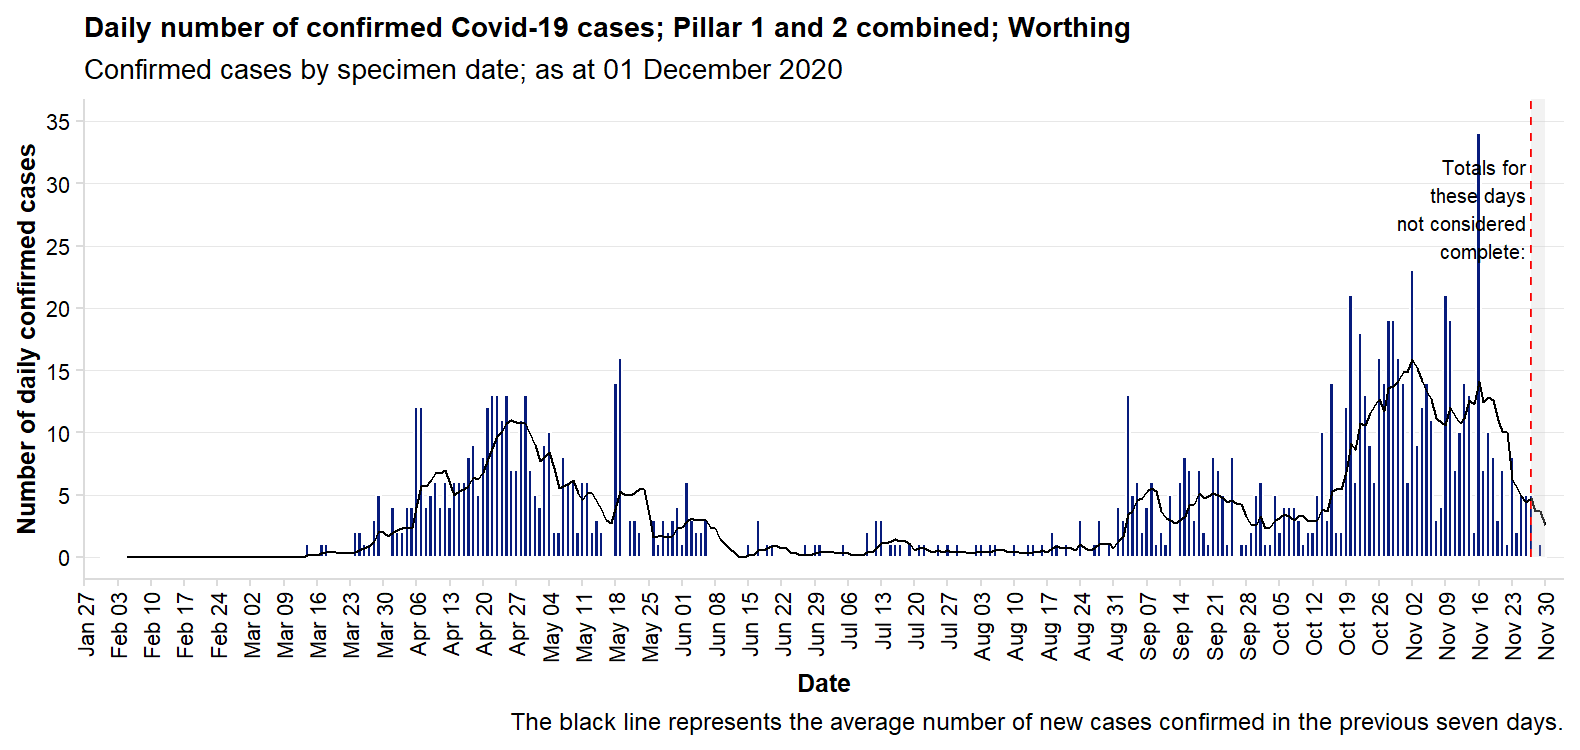 Daily number of confirmed Covid-19 cases; Pillar 1 and 2 combined; Worthing
Confirmed cases by specimen date; as at 01 December 2020
Number of daily confirmed cases
35
30
25
20
15
10
5
0
Totals for
these days
not considered
complete:
Jan 27
Feb 03
Feb 10
Feb 17
Feb 24
Mar 02
Mar 09
Mar 16
Mar 23
Mar 30
Apr 06
Apr 13
Apr 20
Apr 27
May 04
May 11
May 18
May 25
Jun 01
Jun 08
Jun 15
Jun 22
Jun 29
Jul 06
Jul 13
Jul 20
Jul 27
Aug 03
Aug 10
Aug 17
Aug 24
Aug 31
Sep 07
Sep 14
Sep 21
Sep 28
Oct 05
Oct 12
Oct 19
Oct 26
Nov 02
Nov 09
Nov 16
Nov 23
Nov 30
Date
The black line represents the average number of new cases confirmed in the previous seven days.